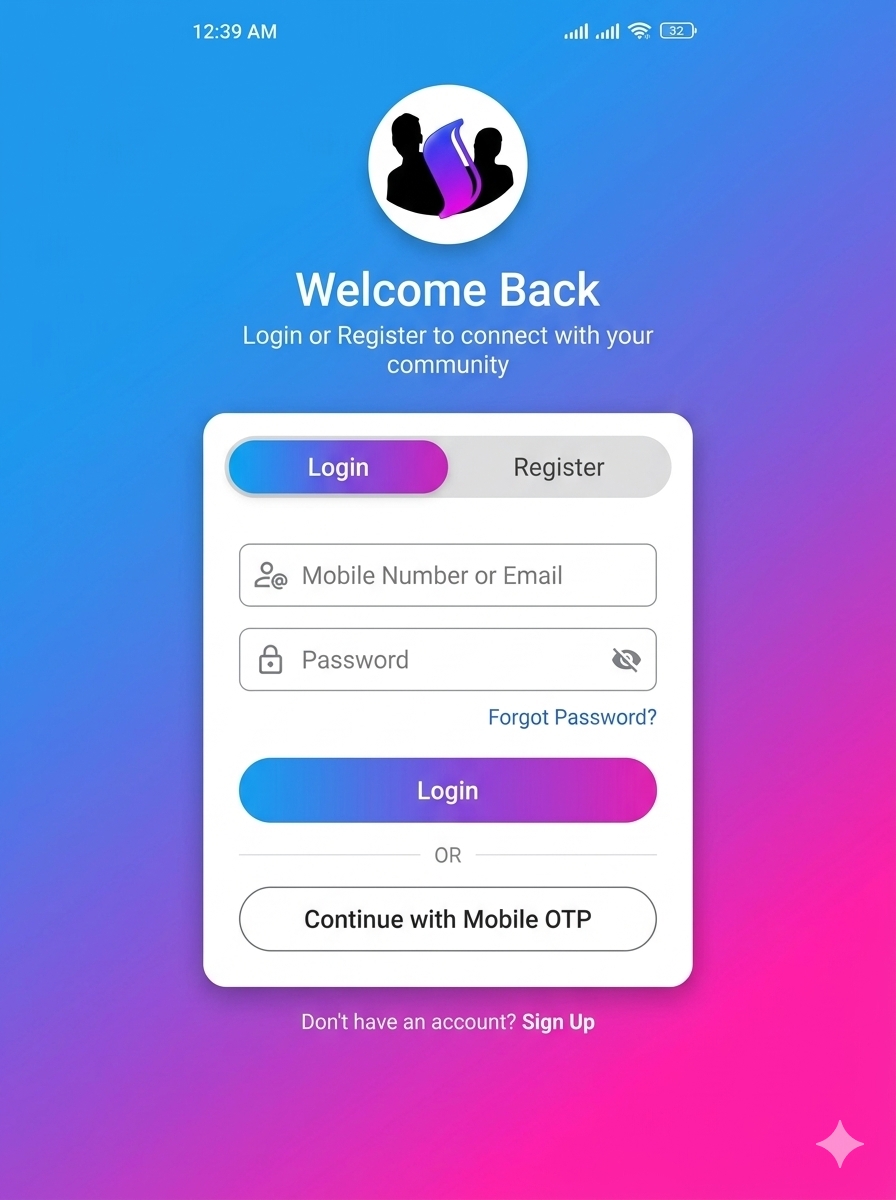 12:39 AM
32
Welcome Back
Login or Register to connect with your
community
Login
Register
Mobile Number or Email
Password
Forgot Password?
Login
OR
Continue with Mobile OTP
Don't have an account? Sign Up